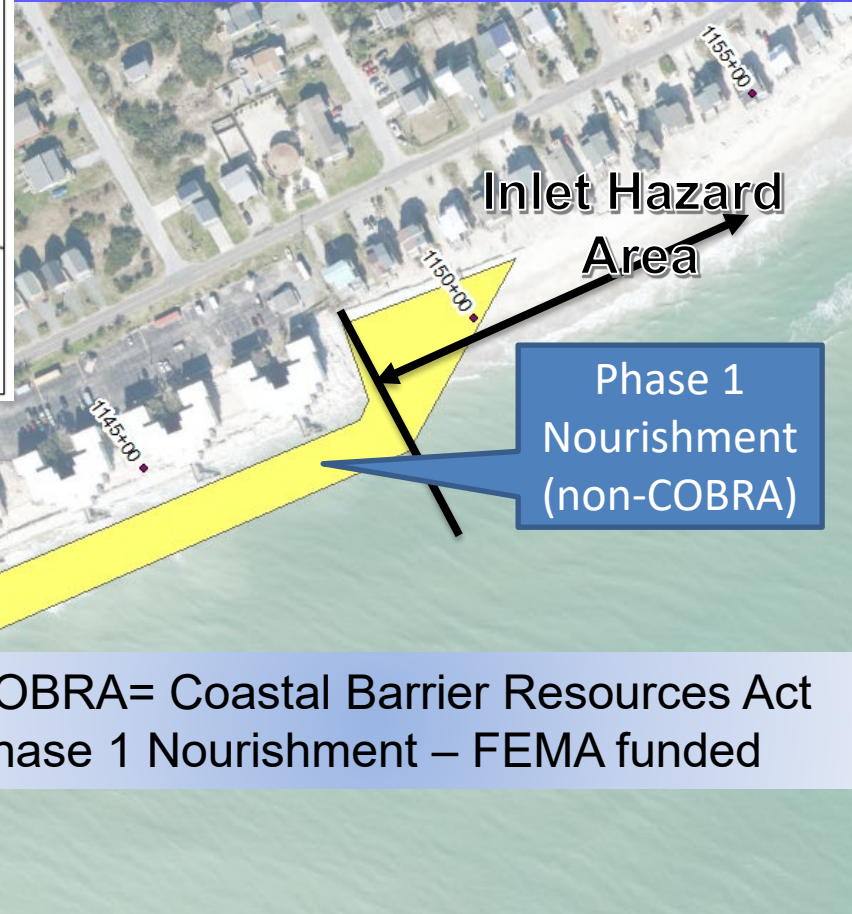 1155+00
Inlet Hazard
Area
1150+00
Phase 1
Nourishment
(non-COBRA)
1145+00
OBRA= Coastal Barrier Resources Act
hase 1 Nourishment – FEMA funded